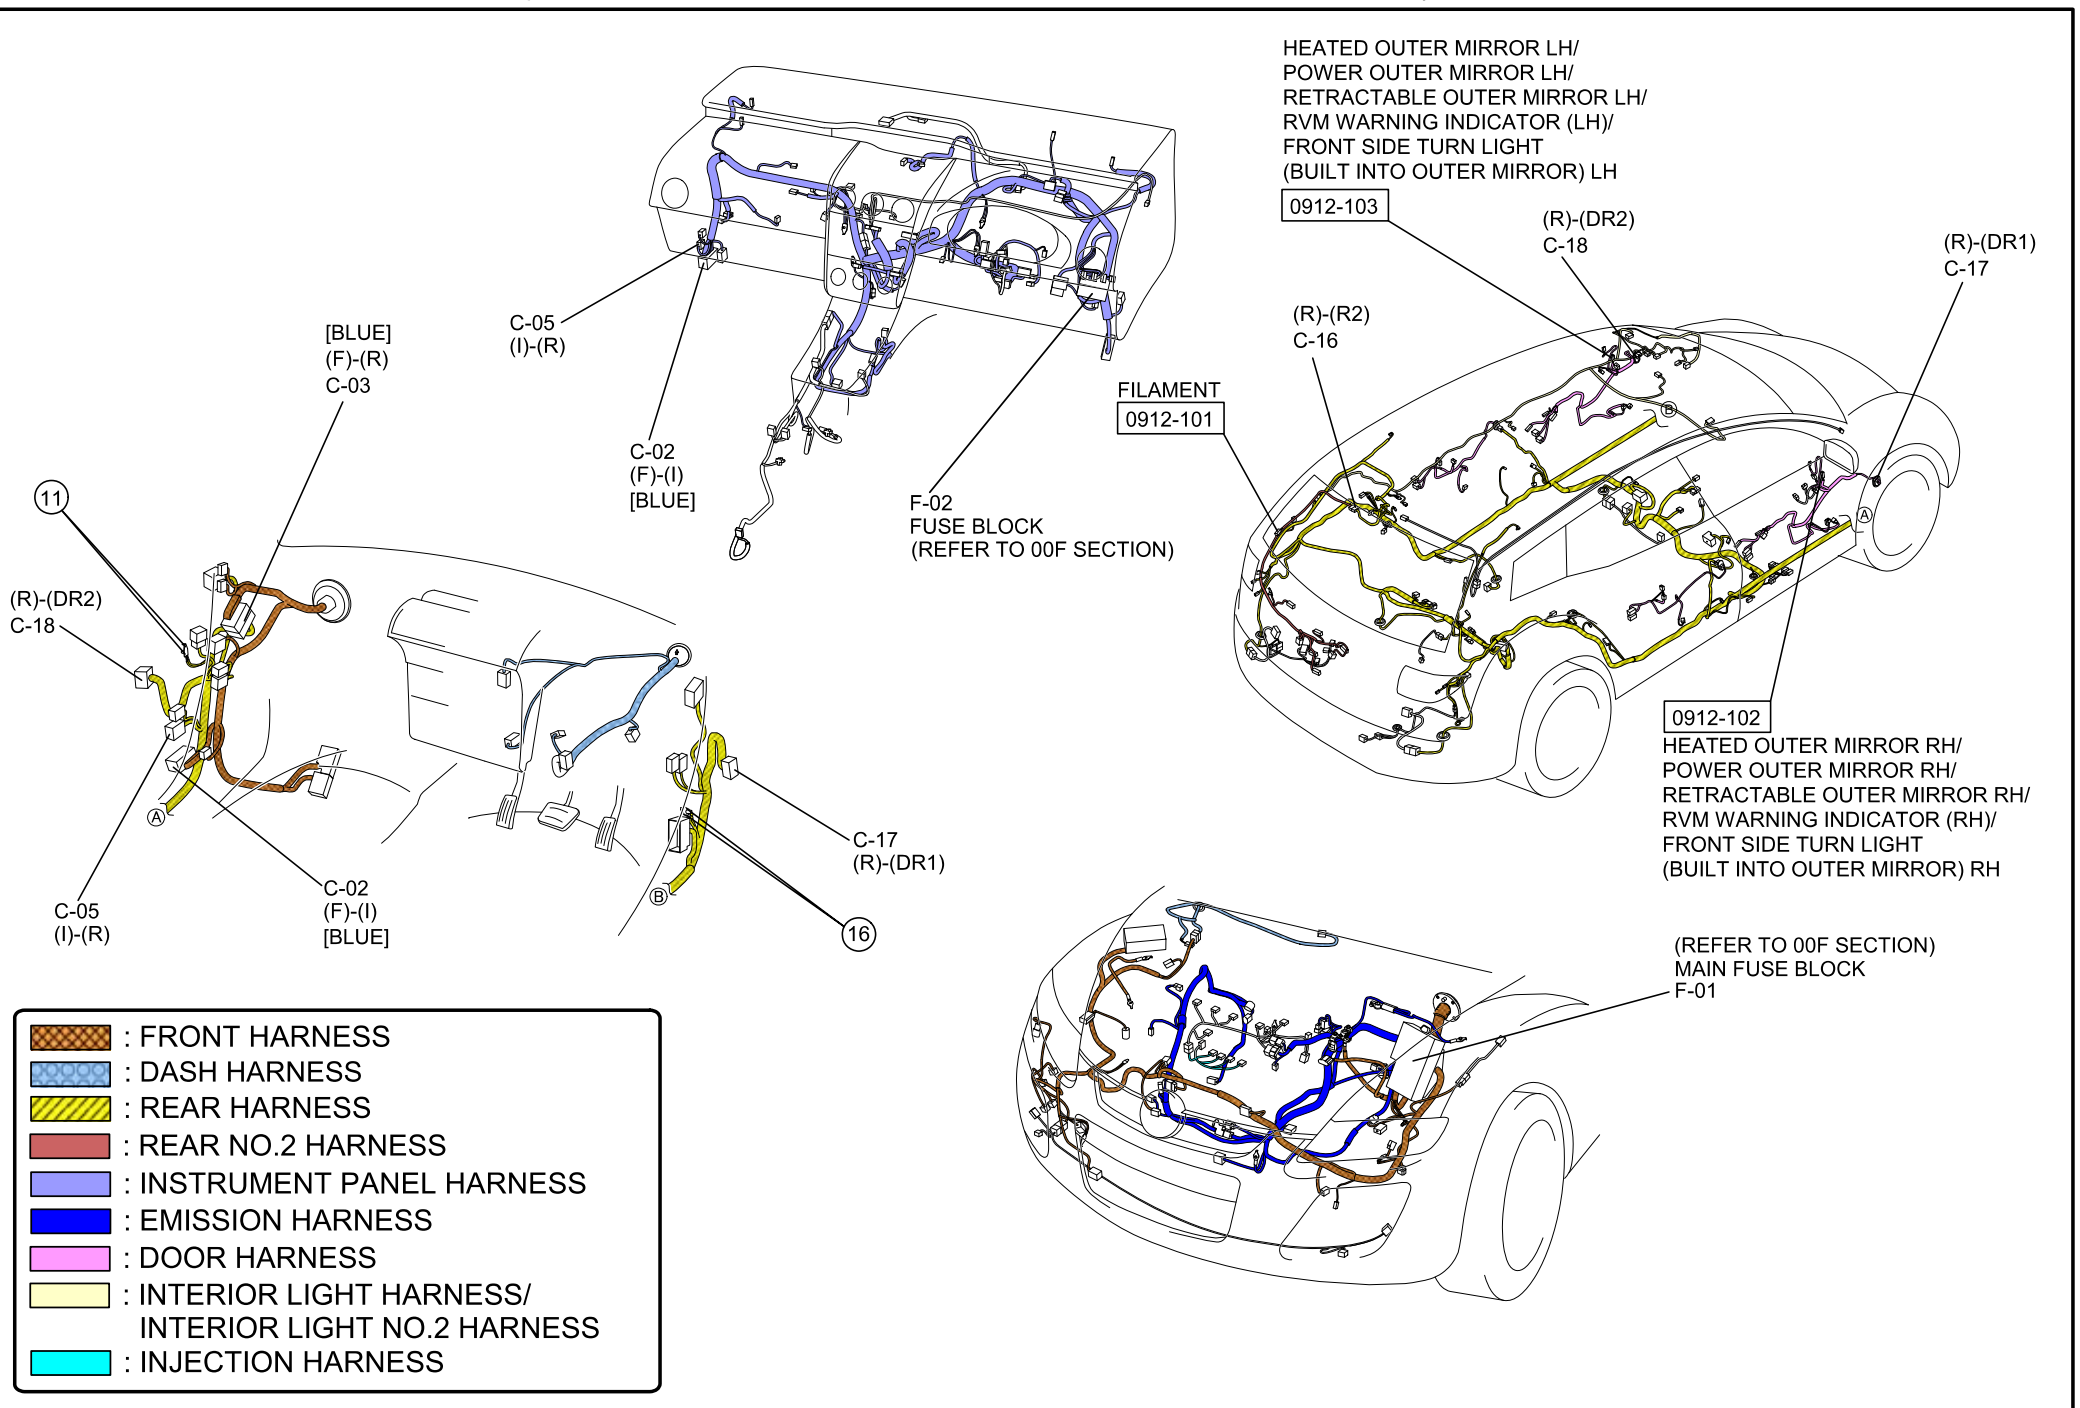 HEATED OUTER MIRROR LH/
POWER OUTER MIRROR LH/
RETRACTABLE OUTER MIRROR LH/
RVM WARNING INDICATOR (LH)/
FRONT SIDE TURN LIGHT
(BUILT INTO OUTER MIRROR) LH
0912-103
(R)-(DR2)
C-18
(R)-(DR1)
C-17
(R)-(R2)
C-16
FILAMENT
0912-101
C-05
(I)-(R)
[BLUE]
(F)-(R)
C-03
C-02
(F)-(I)
[BLUE]
F-02
FUSE BLOCK
(REFER TO 00F SECTION)
B
A
11
(R)-(DR2)
C-18
A
C-05
(I)-(R)
C-02
(F)-(I)
[BLUE]
B
C-17
(R)-(DR1)
16
0912-102
HEATED OUTER MIRROR RH/
POWER OUTER MIRROR RH/
RETRACTABLE OUTER MIRROR RH/
RVM WARNING INDICATOR (RH)/
FRONT SIDE TURN LIGHT
(BUILT INTO OUTER MIRROR) RH
(REFER TO 00F SECTION)
MAIN FUSE BLOCK
F-01
: FRONT HARNESS
: DASH HARNESS
: REAR HARNESS
: REAR NO.2 HARNESS
: INSTRUMENT PANEL HARNESS
: EMISSION HARNESS
: DOOR HARNESS
: INTERIOR LIGHT HARNESS/
INTERIOR LIGHT NO.2 HARNESS
: INJECTION HARNESS